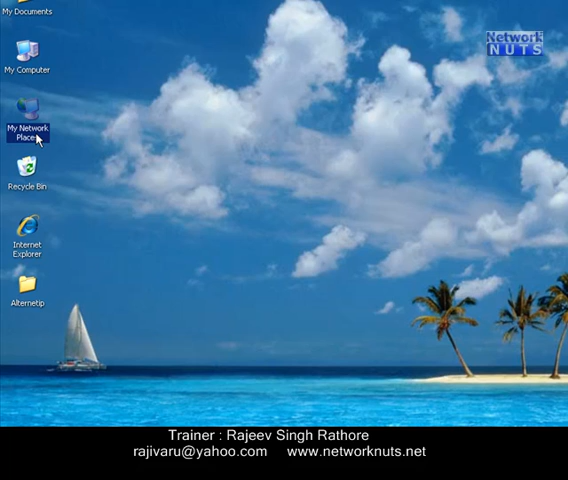 My Documents
Network
NUTS
My Computer
My Network
Places
Recycle Bin
Internet
Explorer
Alternetip
Trainer : Rajeev Singh Rathore
rajivaru@yahoo.com www.networknuts.net